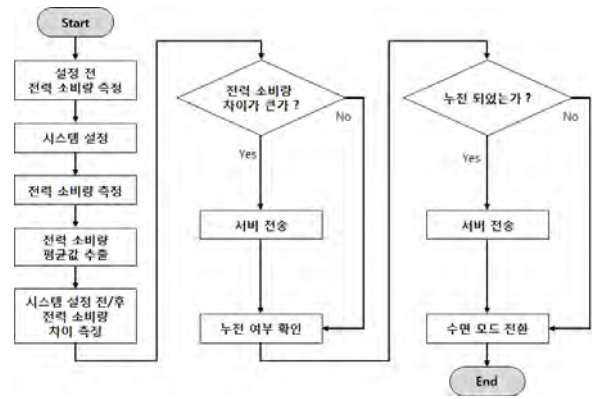 Start
설정 전
전력 소비량 측정
시스템 설정
전력 소비량 측정
전력 소비량
평균값 추출
시스템 설정 전/후
전력 소비량
차이 측정
전력 소비량
차이가 큰가 ?
No
Yes
서버 전송
누전 여부 확인
누전 되었는가 ?
No
Yes
서버 전송
수면 모드 전환
End